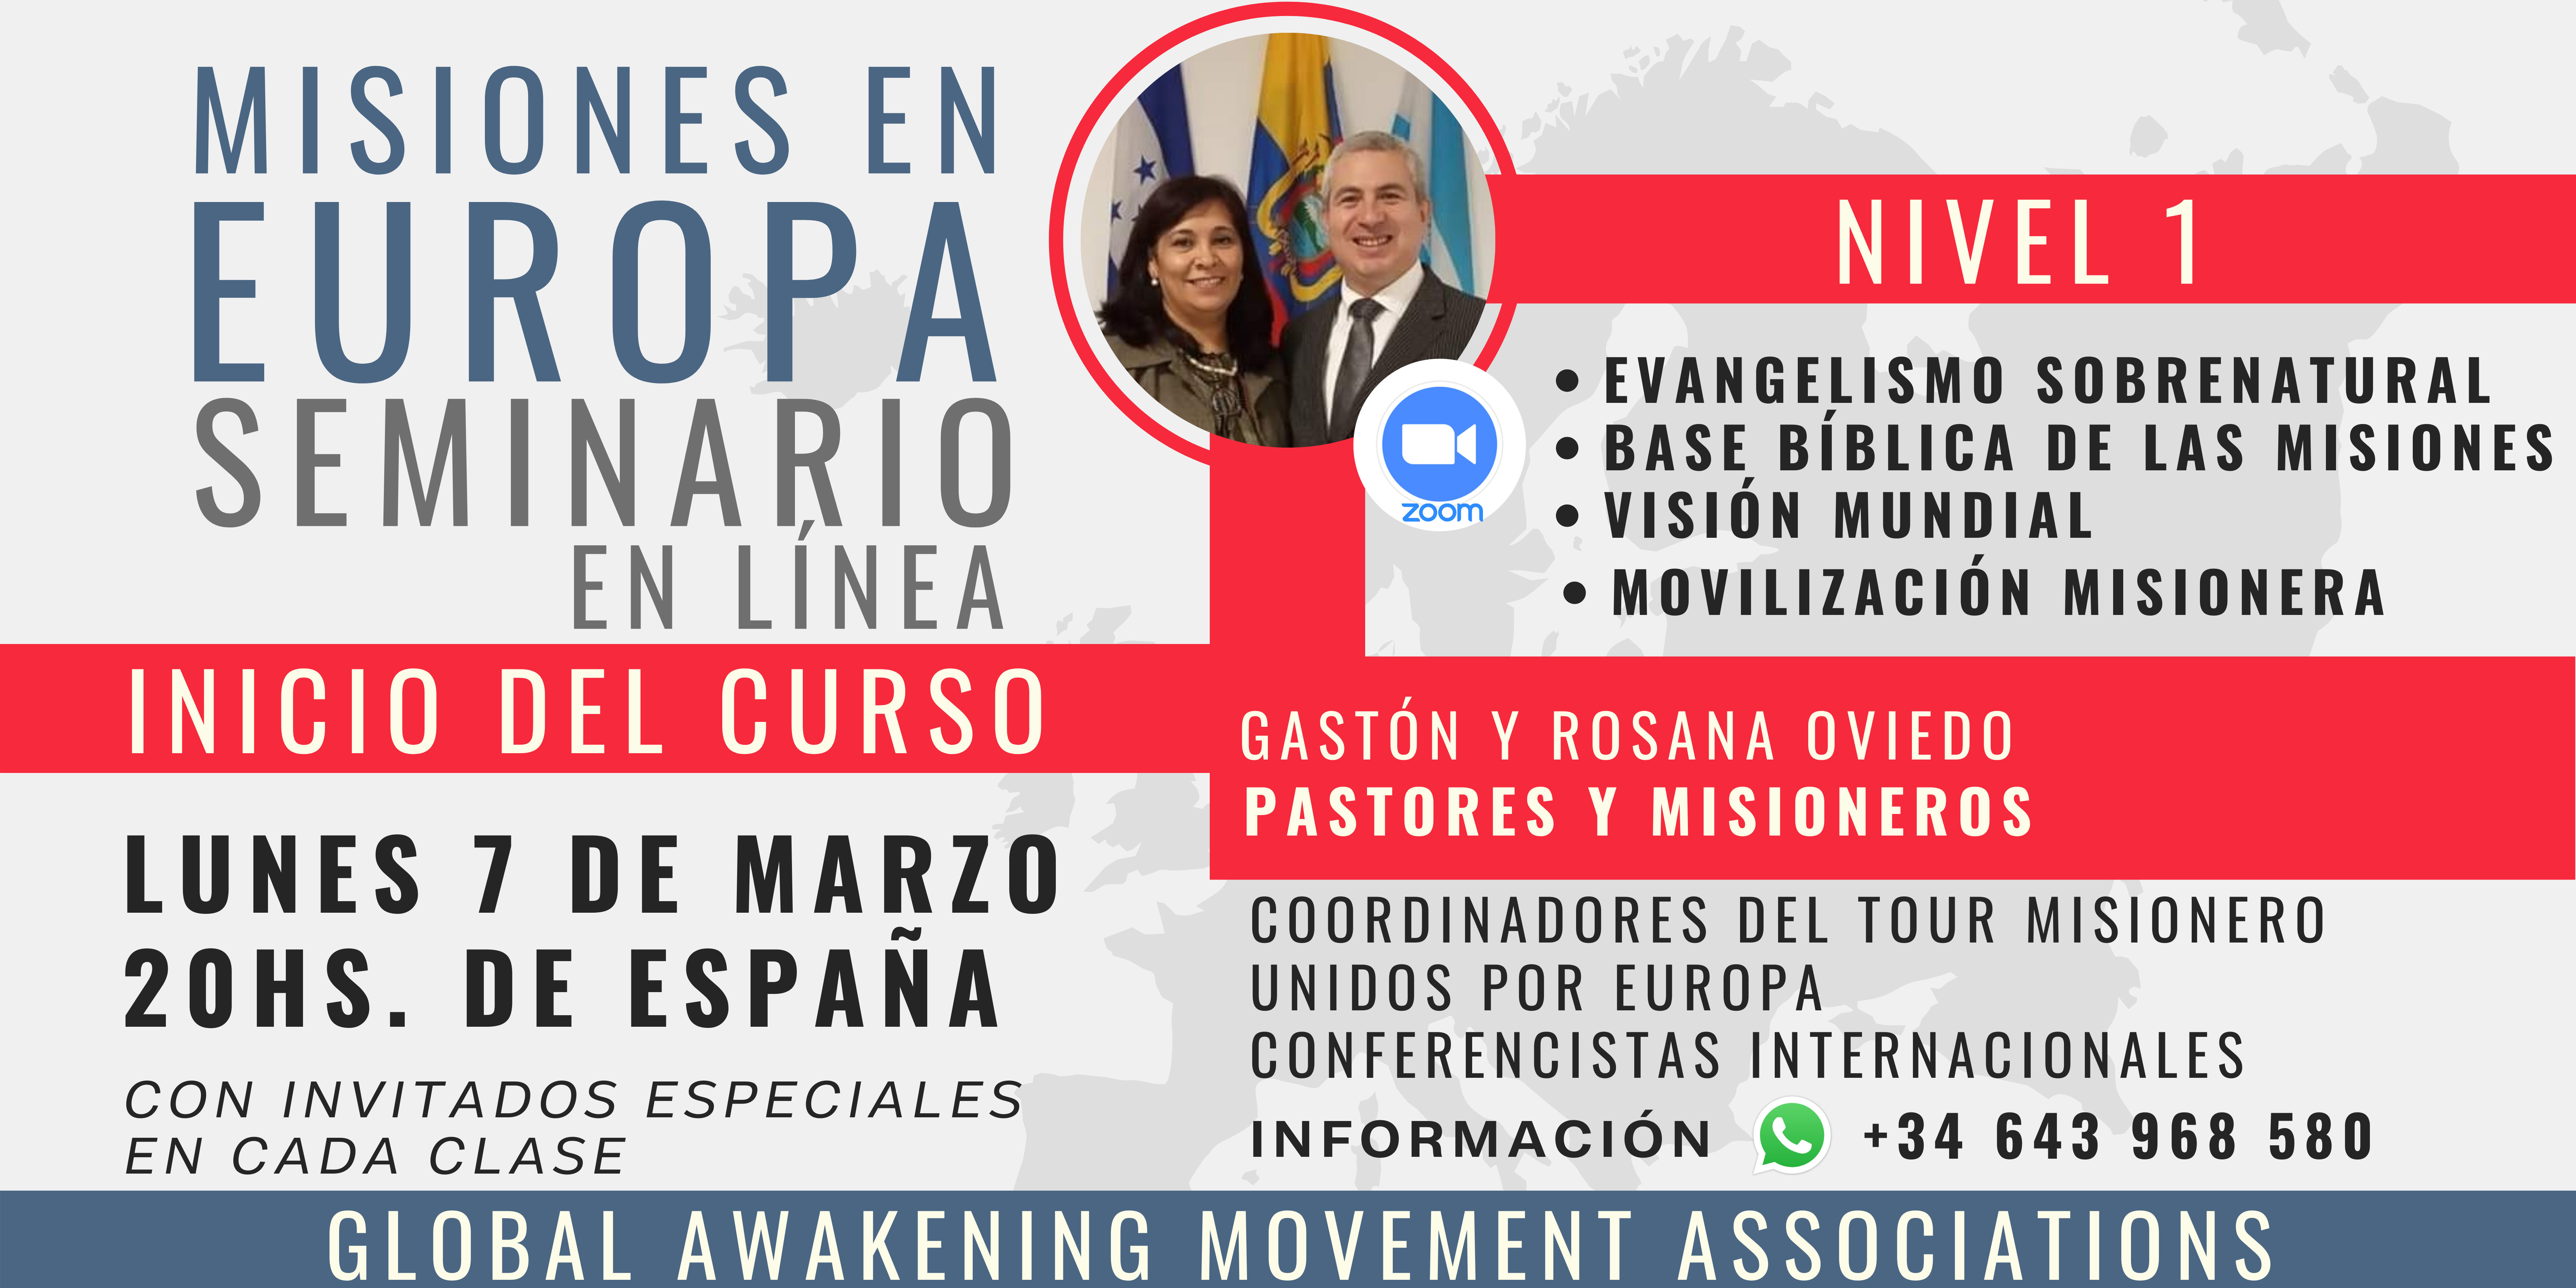 MISIONES EN
EUROPA
SEMINARIO
EN LÍNEA
INICIO DEL CURSO
LUNES 7 DE MARZO
20HS. DE ESPAÑA
CON INVITADOS ESPECIALES
EN CADA CLASE
zoom
NIVEL 1
• EVANGELISMO SOBRENATURAL
• BASE BÍBLICA DE LAS MISIONES
• VISIÓN MUNDIAL
• MOVILIZACIÓN MISIONERA
GASTÓN Y ROSANA OVIEDO
PASTORES Y MISIONEROS
COORDINADORES DEL TOUR MISIONERO
UNIDOS POR EUROPA
CONFERENCISTAS INTERNACIONALES
INFORMACIÓN +34 643 968 580
GLOBAL AWAKENING MOVEMENT ASSOCIATIONS